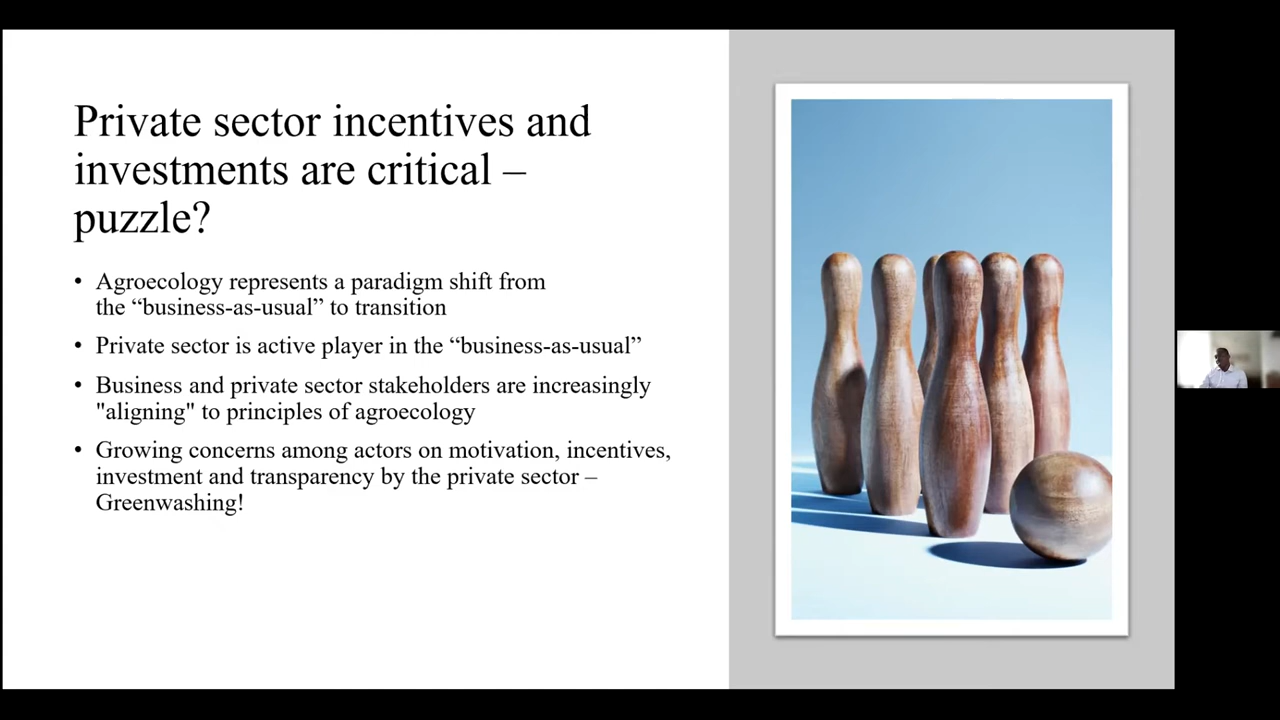 Private sector incentives and
investments are critical –
puzzle?
• Agroecology represents a paradigm shift from
the “business-as-usual” to transition
• Private sector is active player in the “business-as-usual”
• Business and private sector stakeholders are increasingly
"aligning" to principles of agroecology
• Growing concerns among actors on motivation, incentives,
investment and transparency by the private sector –
Greenwashing!